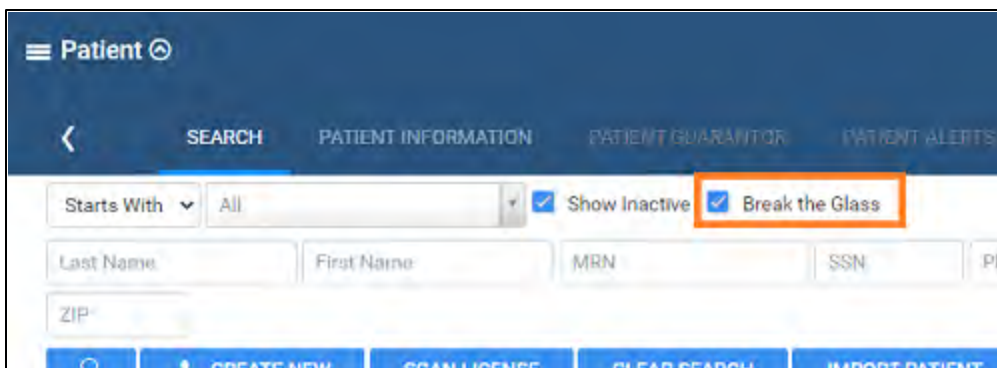 Patient
SEARCH PATIENT INFORMATION PATIENT GUARANTOR PATIENT ALERTS
Starts With All Show Inactive Break the Glass
Last Name First Name MRN SSN
ZIP
CREATE NEW SCAN LICENSE CLEAR SEARCH IMPORT PATIENT